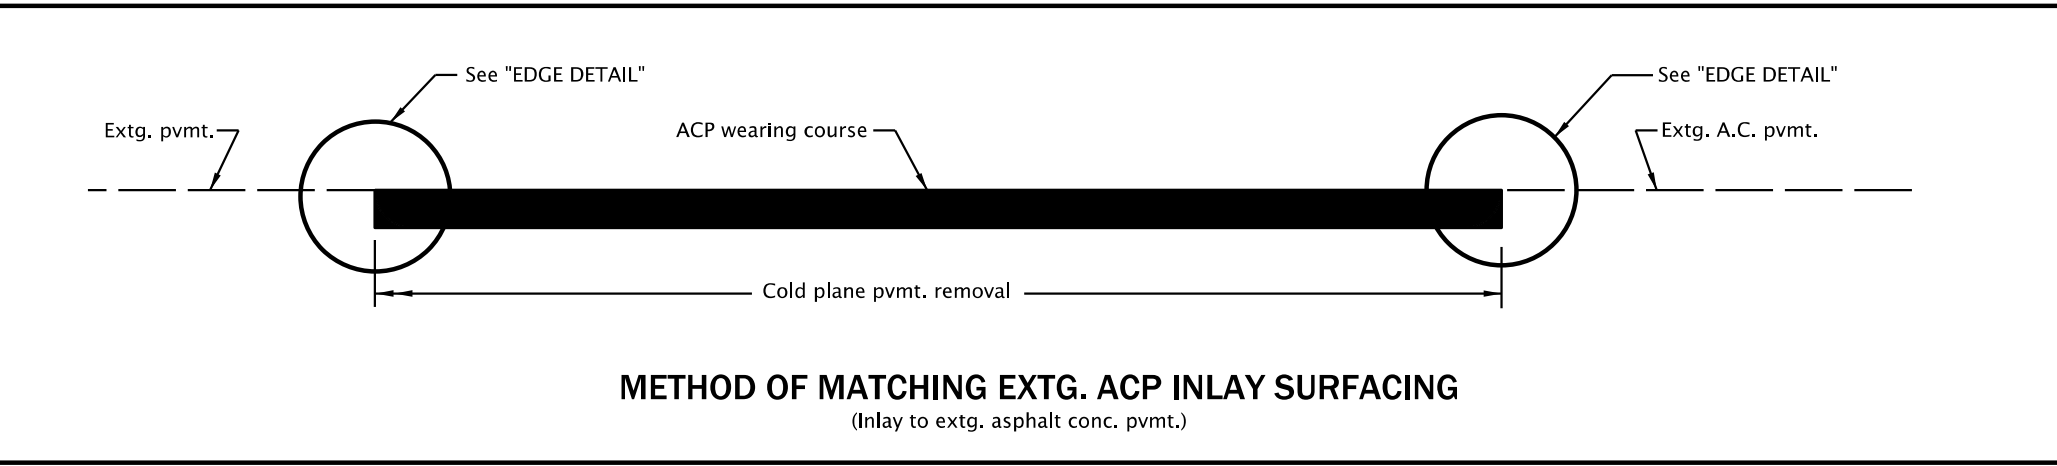 See "EDGE DETAIL"
See "EDGE DETAIL"
Extg. pvmt.
ACP wearing course
Extg. A.C. pvmt.
Cold plane pvmt. removal
METHOD OF MATCHING EXTG. ACP INLAY SURFACING
(Inlay to extg. asphalt conc. pvmt.)